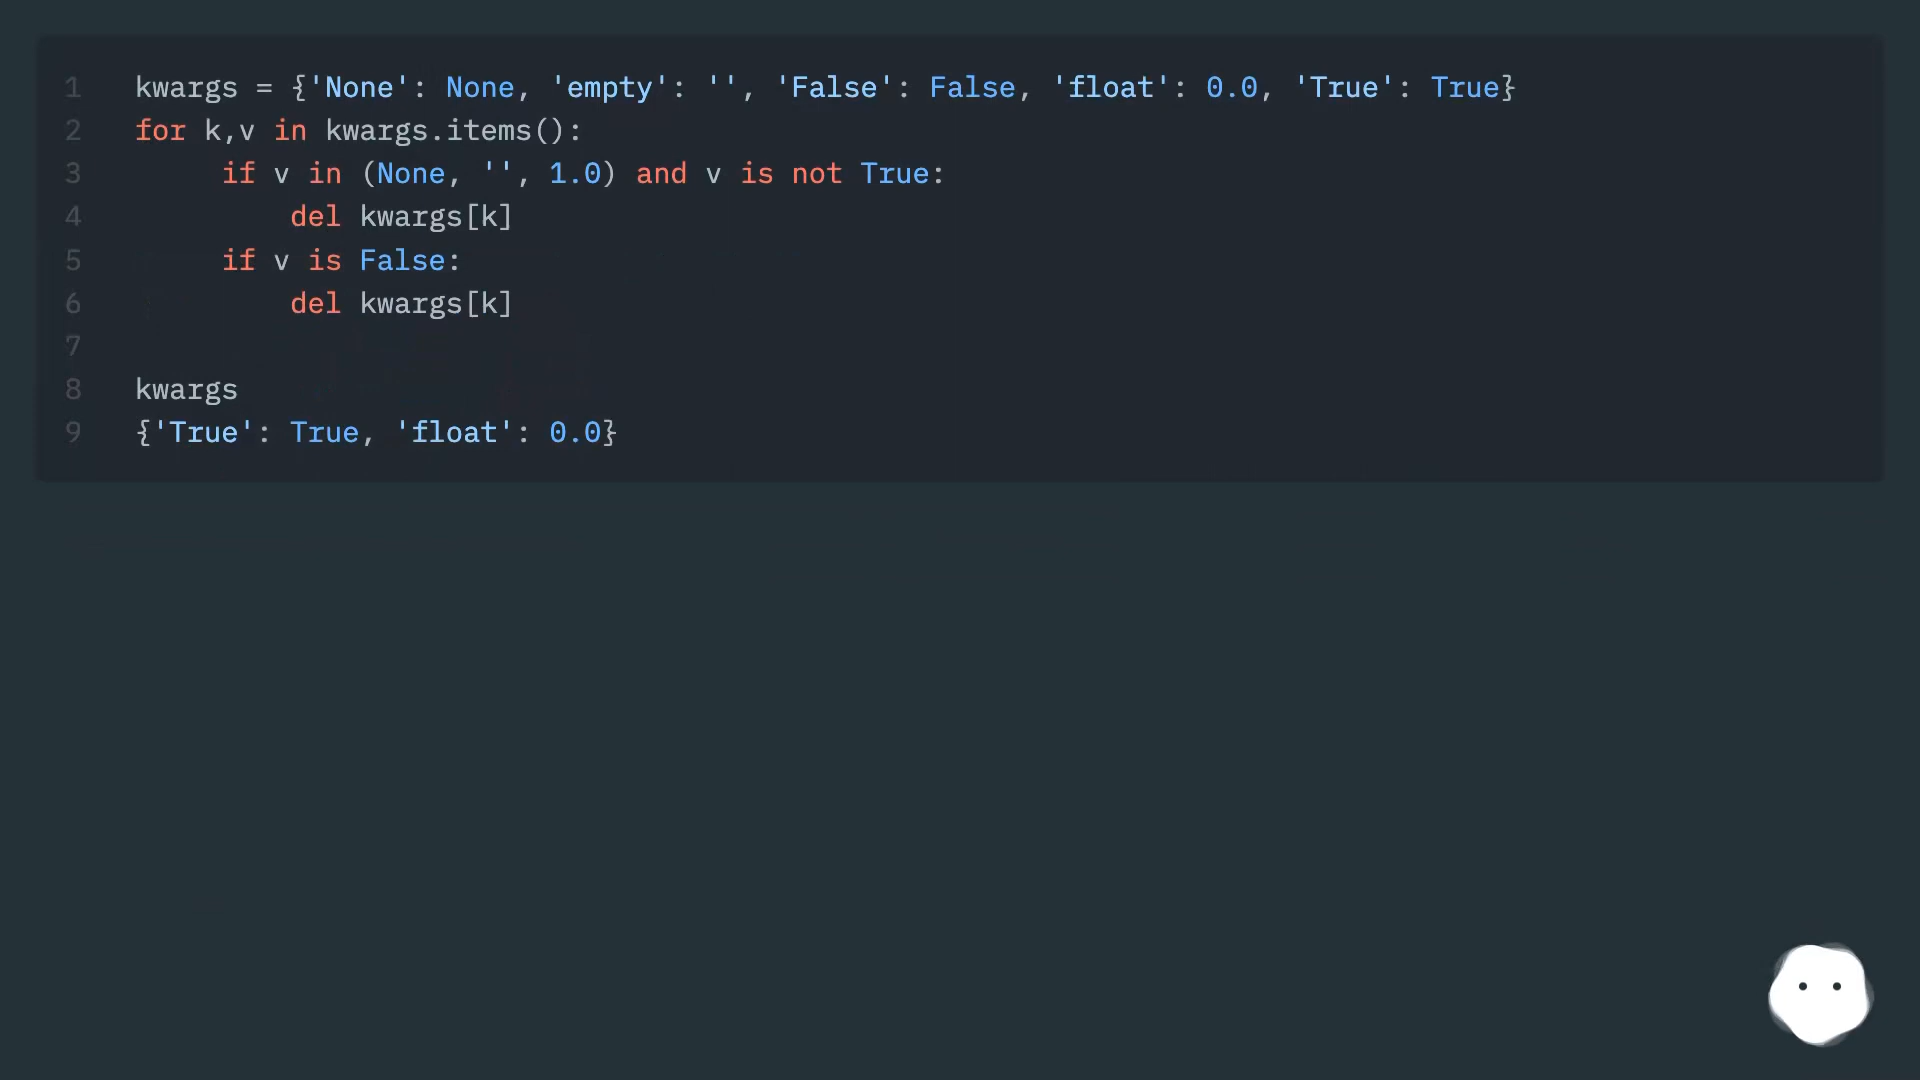 1 kwargs = {'None': None, 'empty': '', 'False': False, 'float': 0.0, 'True': True}
2 for k,v in kwargs.items():
3      if v in (None, '', 1.0) and v is not True:
4          del kwargs[k]
5      if v is False:
6          del kwargs[k]
7
8 kwargs
9 {'True': True, 'float': 0.0}